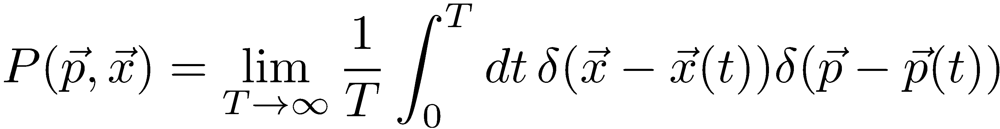 P(\vec{p}, \vec{x}) = \lim_{T \to \infty} \frac{1}{T} \int_0^T dt \, \delta(\vec{x} - \vec{x}(t)) \delta(\vec{p} - \vec{p}(t))